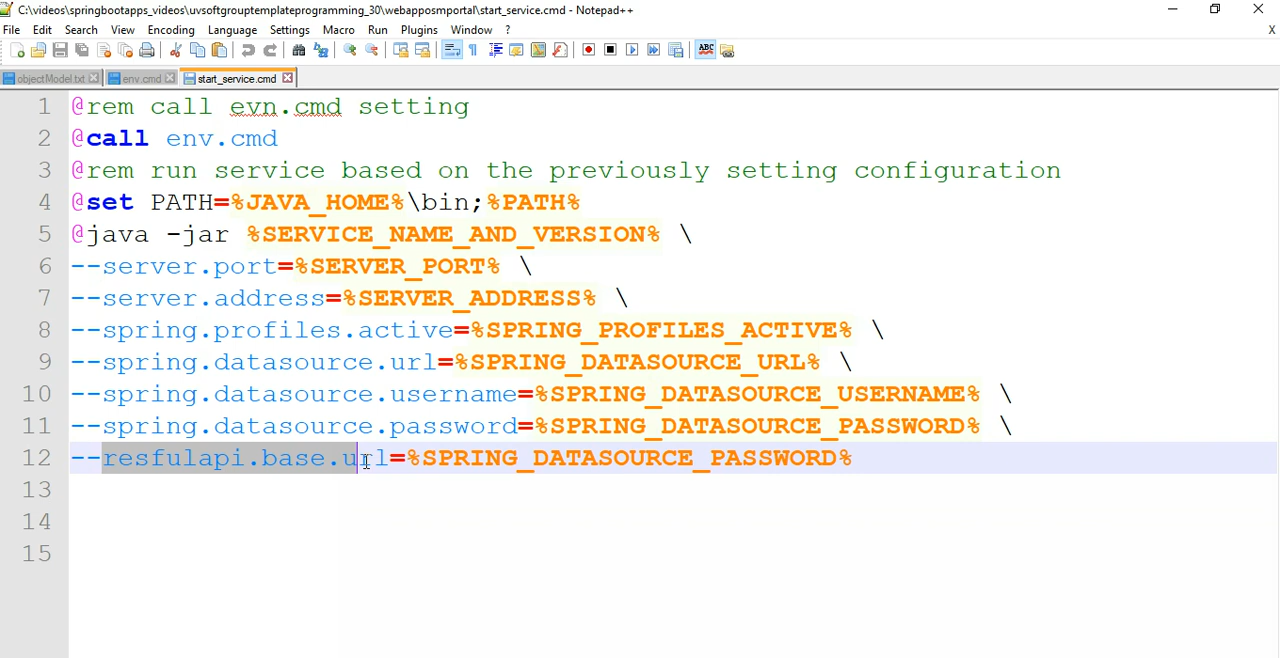 C:\videos\springbootapps_videos\uvsoftgrouptemplateprogramming_30\webapposmportal\start_service.cmd - Notepad++
File Edit Search View Encoding Language Settings Macro Run Plugins Window ? X
objectModel.txt env.cmd start_service.cmd
1 @rem call evn.cmd setting
2 @call env.cmd
3 @rem run service based on the previously setting configuration
4 @set PATH=%JAVA_HOME%\bin;%PATH%
5 @java -jar %SERVICE_NAME_AND_VERSION% \
6 --server.port=%SERVER_PORT% \
7 --server.address=%SERVER_ADDRESS% \
8 --spring.profiles.active=%SPRING_PROFILES_ACTIVE% \
9 --spring.datasource.url=%SPRING_DATASOURCE_URL% \
10 --spring.datasource.username=%SPRING_DATASOURCE_USERNAME% \
11 --spring.datasource.password=%SPRING_DATASOURCE_PASSWORD% \
12 --resfulapi.base.url=%SPRING_DATASOURCE_PASSWORD%
13
14
15